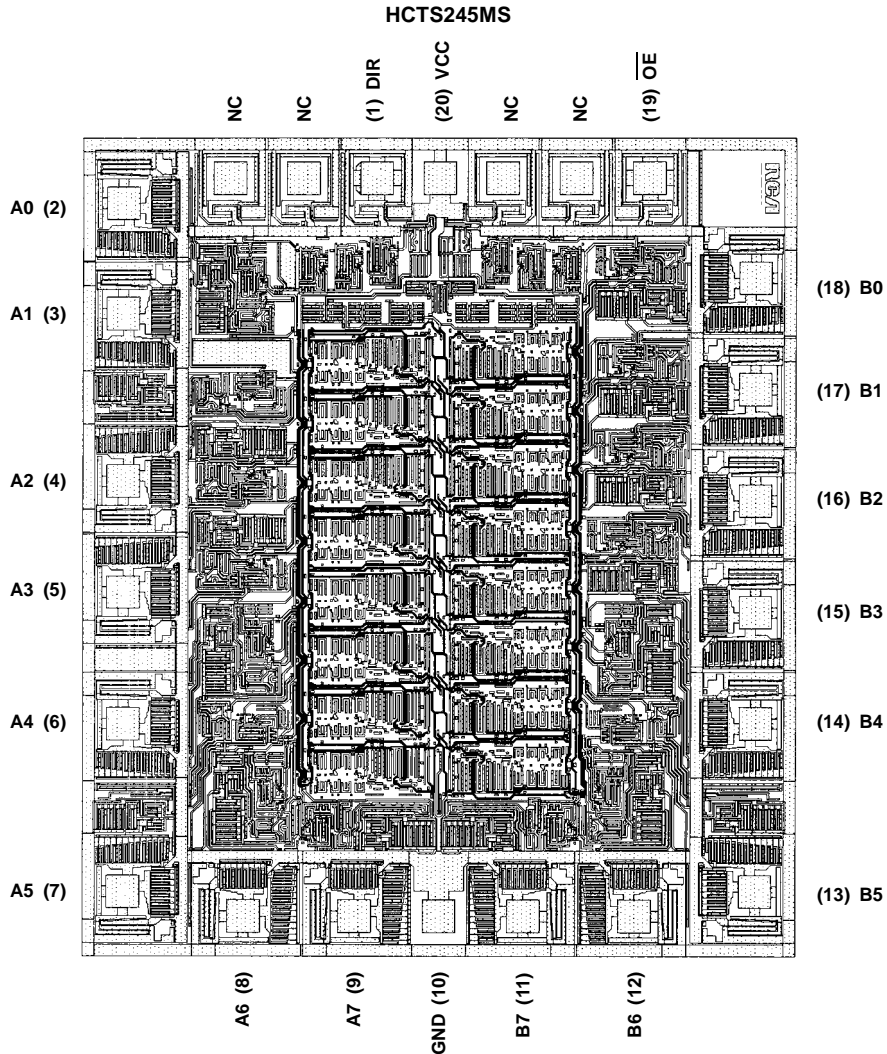 HCTS245MS
NC
NC
(1) DIR
(20) VCC
NC
NC
(19) OE
RCA
A0 (2)
A1 (3)
A2 (4)
A3 (5)
A4 (6)
A5 (7)
(18) B0
(17) B1
(16) B2
(15) B3
(14) B4
(13) B5
A6 (8)
A7 (9)
GND (10)
B7 (11)
B6 (12)